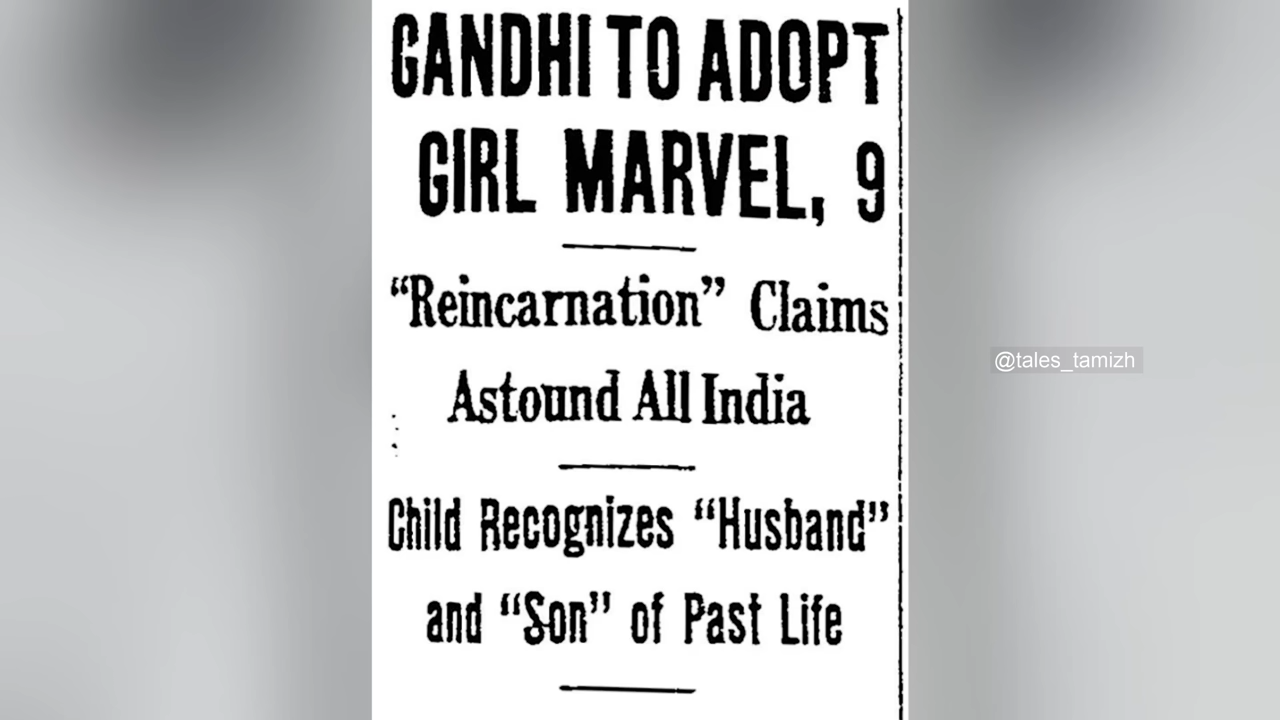 GANDHI TO ADOPT
GIRL MARVEL, 9
“Reincarnation” Claims
Astound All India
Child Recognizes “Husband”
and “Son” of Past Life
@tales_tamizh